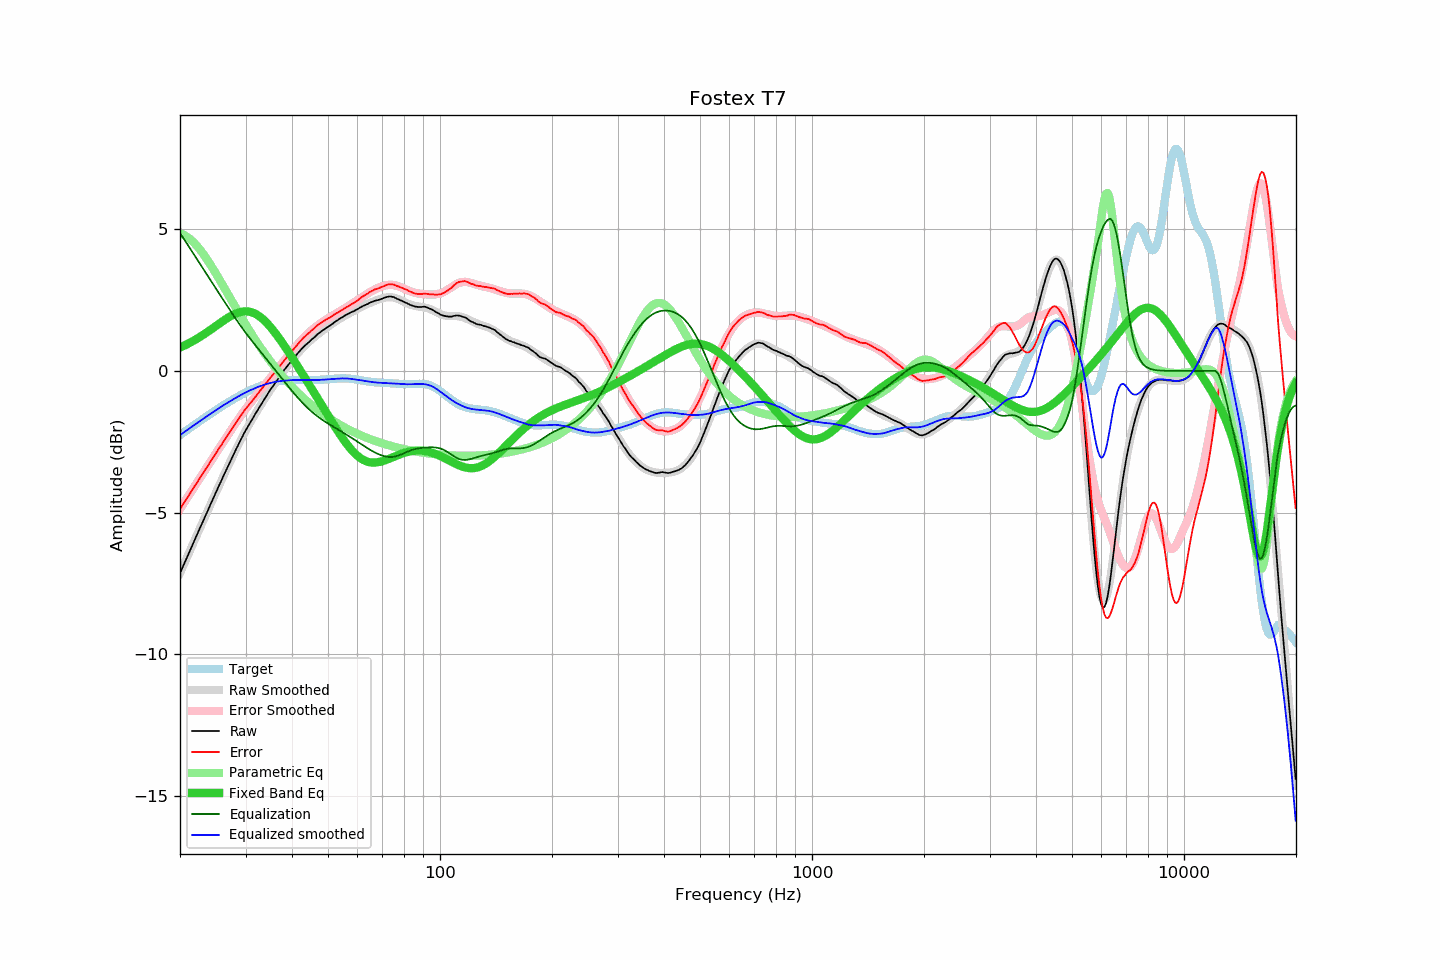 Fostex T7
Amplitude (dBr)
5
0
−5
−10
−15
Target
Raw Smoothed
Error Smoothed
Raw
Error
Parametric Eq
Fixed Band Eq
Equalization
Equalized smoothed
100 1000 10000
Frequency (Hz)